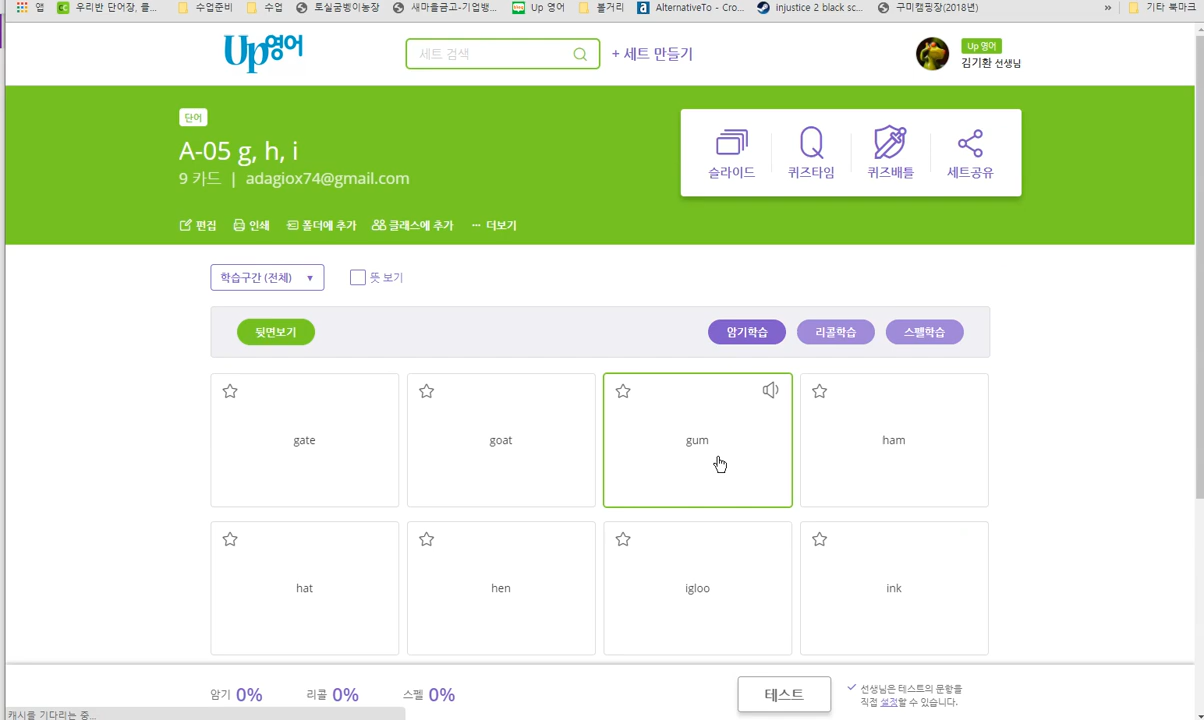 앱 우리반 단어장, 클... 수업준비 수업 토실굼벵이농장 새마을금고-기업뱅... Up 영어 볼거리 AlternativeTo - Cro... injustice 2 black sc... 구미캠핑장(2018년) » 기타 북마크
Up영어 세트 검색 + 세트 만들기 Up 영어
김기환 선생님
단어
A-05 g, h, i
9 카드 | adagiox74@gmail.com
슬라이드 퀴즈타임 퀴즈배틀 세트공유
편집 인쇄 폴더에 추가 클래스에 추가 ··· 더보기
학습구간 (전체) ▼ 뜻 보기
뒷면보기 암기학습 리콜학습 스펠학습
gate goat gum ham
hat hen igloo ink
암기 0% 리콜 0% 스펠 0% 테스트 선생님은 테스트의 문항을
직접 설정할 수 있습니다.
캐시를 기다리는 중...